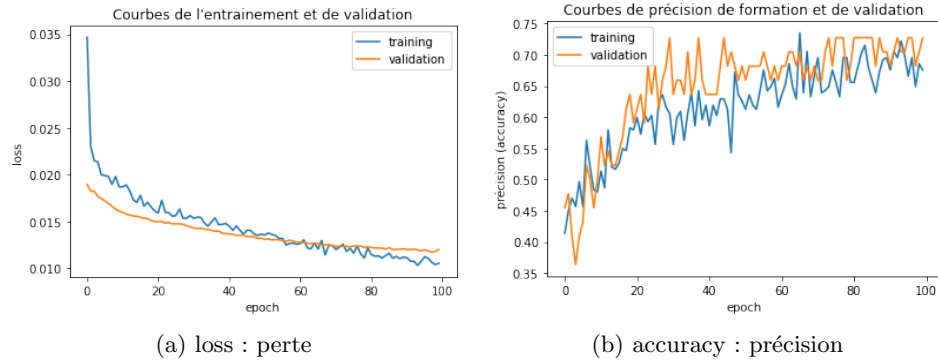 Courbes de l'entrainement et de validation
0.035
0.030
0.025
0.020
0.015
0.010
loss
training
validation
0
20
40
60
80
100
epoch
(a) loss : perte
Courbes de précision de formation et de validation
0.75
0.70
0.65
0.60
0.55
0.50
0.45
0.40
0.35
précision (accuracy)
training
validation
0
20
40
60
80
100
epoch
(b) accuracy : précision